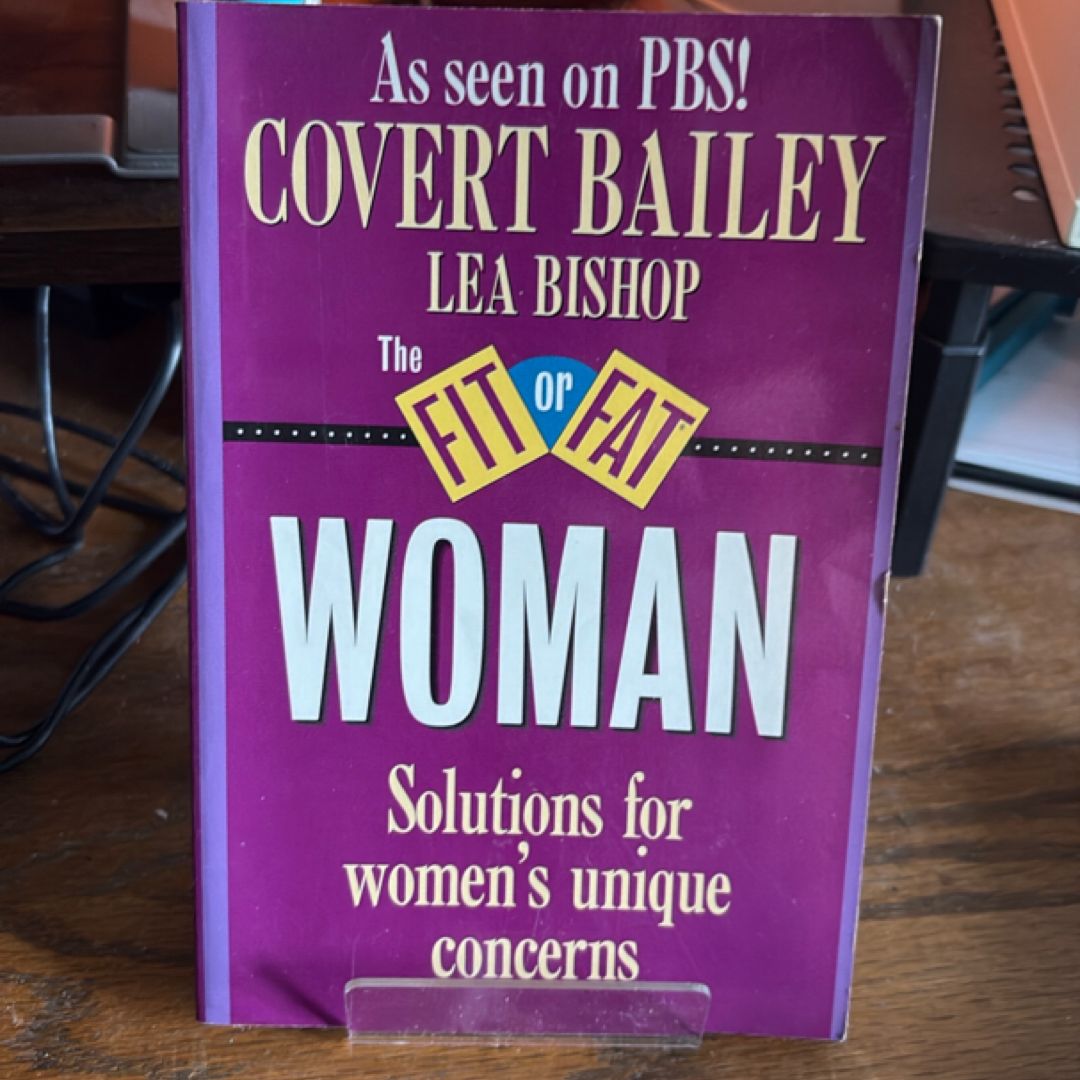 As seen on PBS!
COVERT BAILEY
LEA BISHOP
The FIT or FAT®
WOMAN
Solutions for
women's unique
concerns